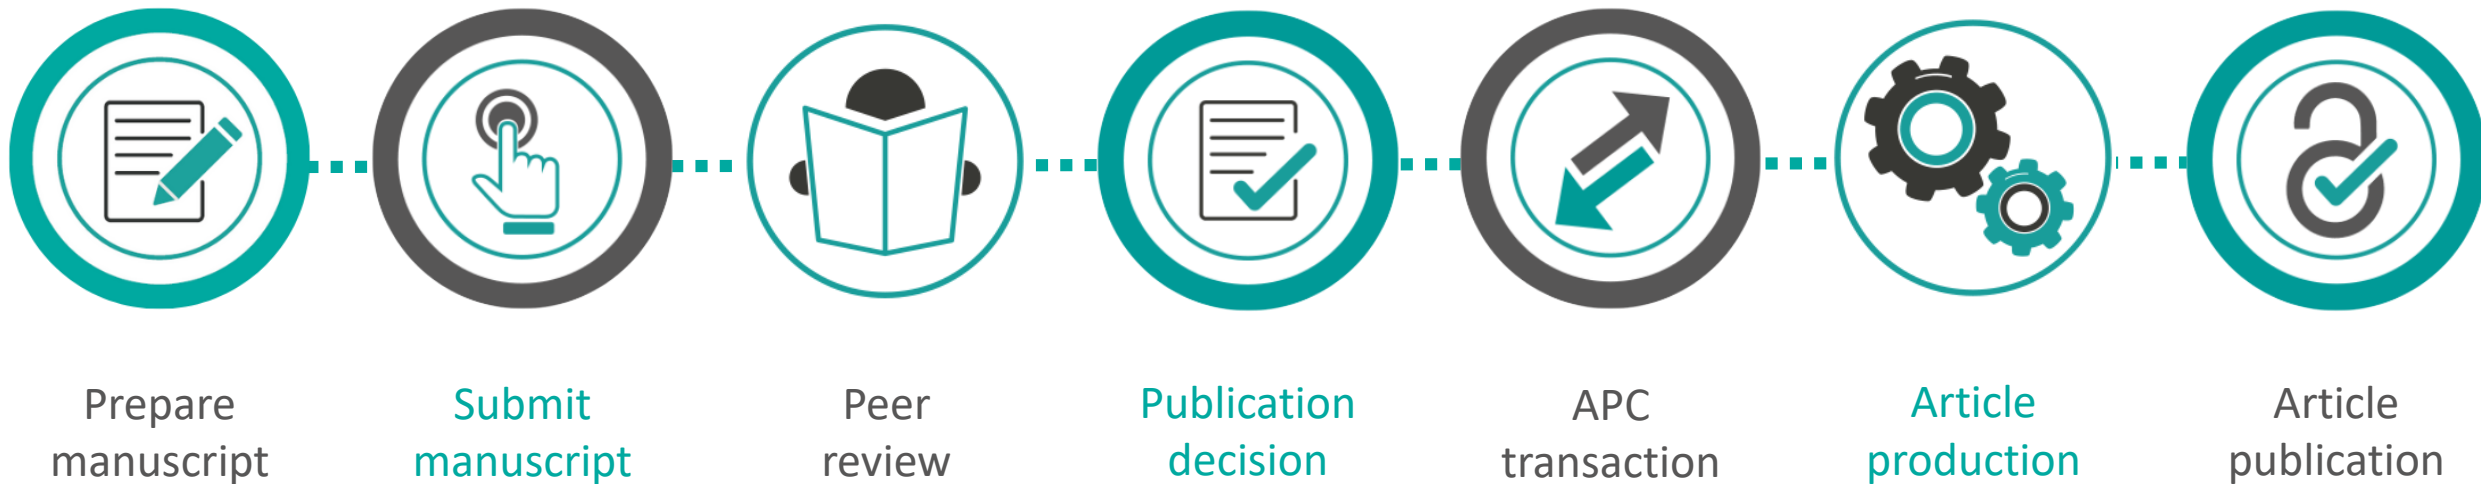 Prepare
manuscript
Submit
manuscript
Peer
review
Publication
decision
APC
transaction
Article
production
Article
publication